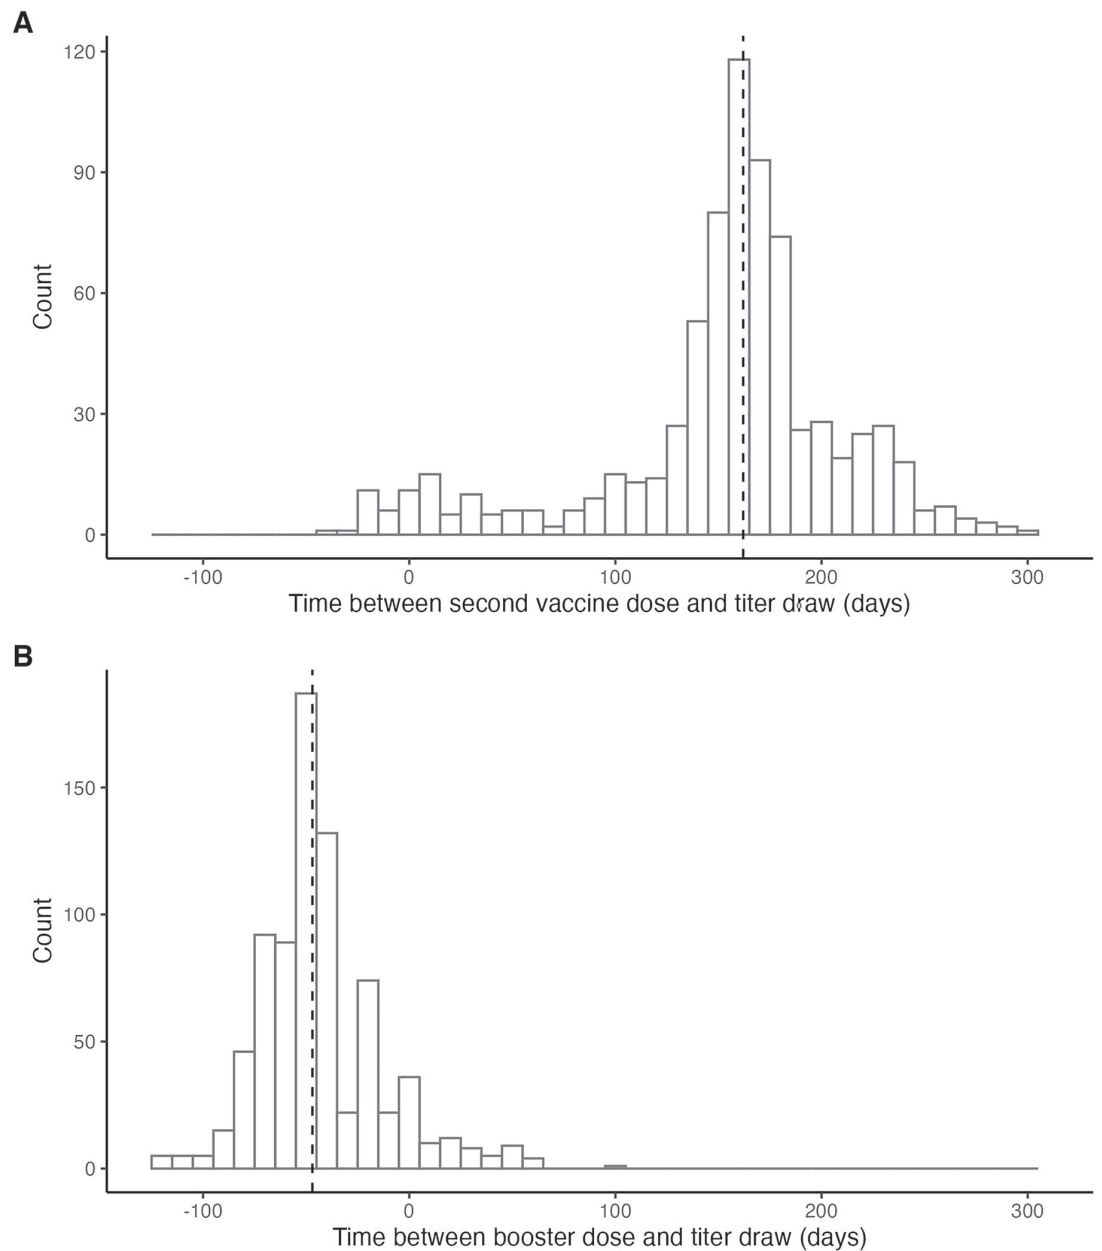 A
120
90
60
30
0
Count
-100 0 100 200 300
Time between second vaccine dose and titer draw (days)
B
150
100
50
0
Count
-100 0 100 200 300
Time between booster dose and titer draw (days)